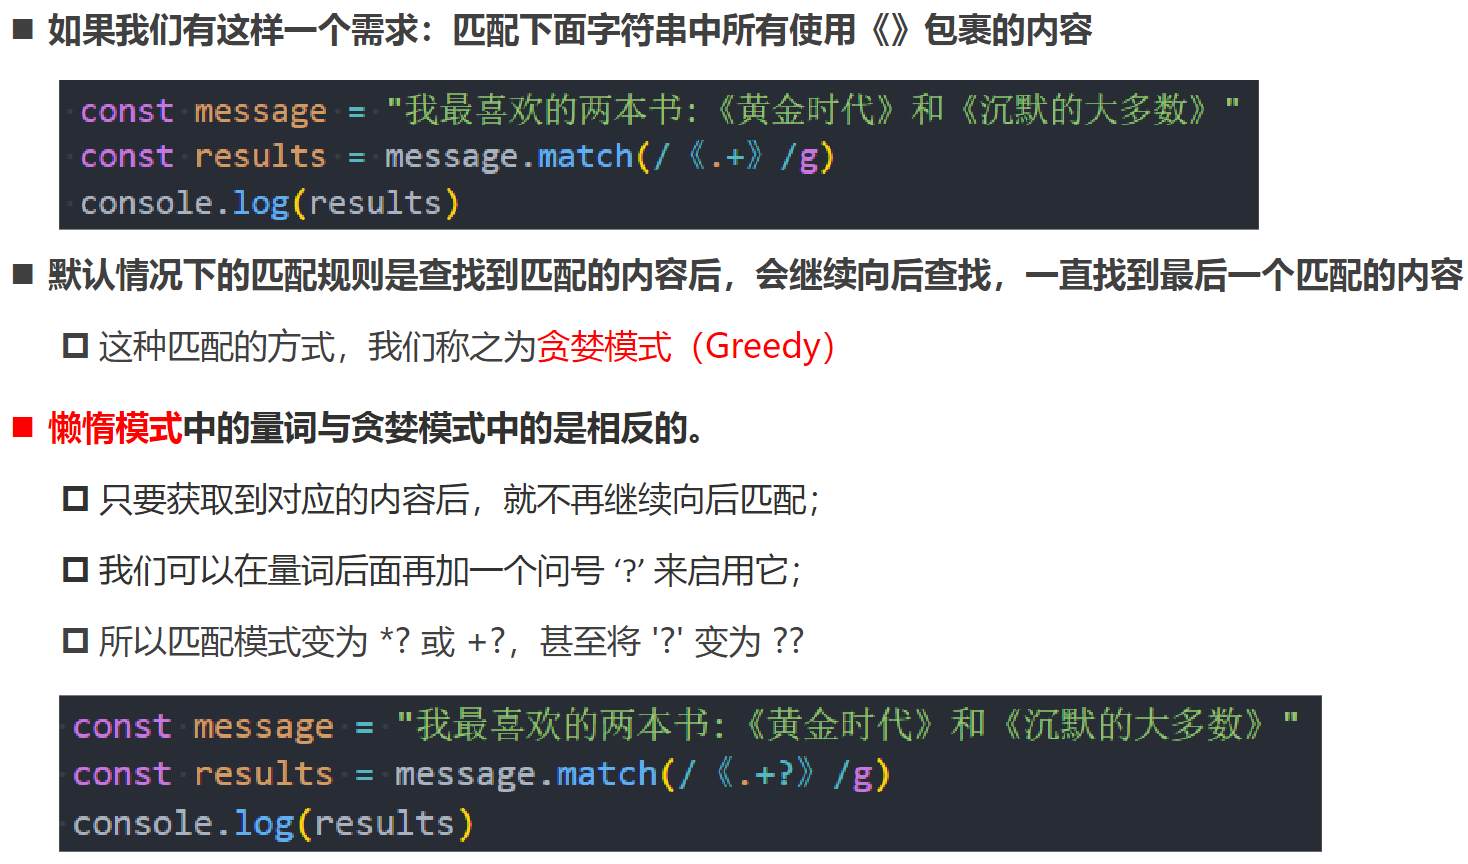 如果我们有这样一个需求：匹配下面字符串中所有使用《》包裹的内容
const message = "我最喜欢的两本书:《黄金时代》和《沉默的大多数》"
const results = message.match(/《.+》/g)
console.log(results)
默认情况下的匹配规则是查找到匹配的内容后，会继续向后查找，一直找到最后一个匹配的内容
这种匹配的方式，我们称之为贪婪模式（Greedy）
懒惰模式中的量词与贪婪模式中的是相反的。
只要获取到对应的内容后，就不再继续向后匹配；
我们可以在量词后面再加一个问号 ‘?’ 来启用它；
所以匹配模式变为 *? 或 +?，甚至将 '?' 变为 ??
const message = "我最喜欢的两本书:《黄金时代》和《沉默的大多数》"
const results = message.match(/《.+?》/g)
console.log(results)